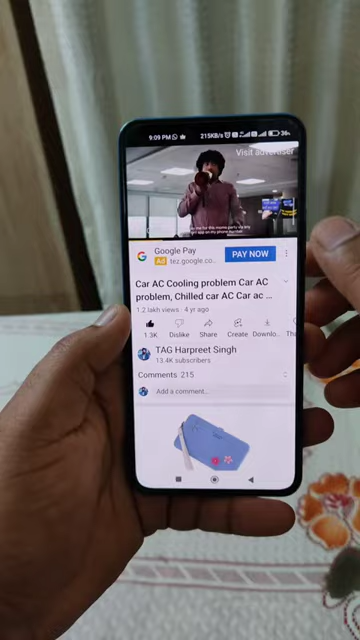 9:09 PM 215KB/s 36
Visit advertiser
Google Pay
Ad tez.google.co...
PAY NOW
Car AC Cooling problem Car AC
problem, Chilled car AC Car ac ...
1.2 lakh views 4 yr ago
1.3K Dislike Share Create Downlo... Th
TAG Harpreet Singh
13.4K subscribers
Comments 215
Add a comment...